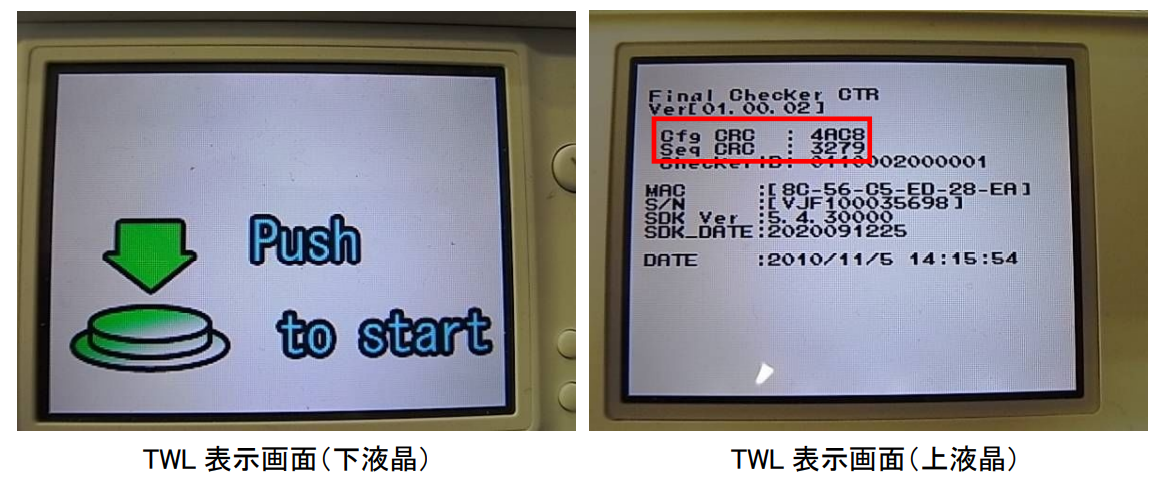 Push
to start
Final Checker CTR
Ver[01.00.02]
Cfg CRC : 4AC8
Seq CRC : 3279
CheckerID: 0110002000001
MAC :[8C-56-C5-ED-28-EA]
S/N :[VJF100035698]
SDK_Ver :5.4.30000
SDK_DATE:2020091225
DATE :2010/11/5 14:15:54
TWL 表示画面(下液晶)
TWL 表示画面(上液晶)